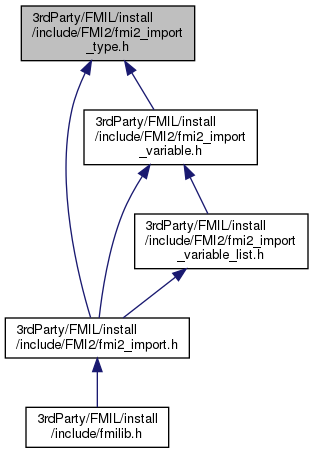 3rdParty/FMIL/install
/include/FMI2/fmi2_import
_type.h
3rdParty/FMIL/install
/include/FMI2/fmi2_import
_variable.h
3rdParty/FMIL/install
/include/FMI2/fmi2_import
_variable_list.h
3rdParty/FMIL/install
/include/FMI2/fmi2_import.h
3rdParty/FMIL/install
/include/fmilib.h